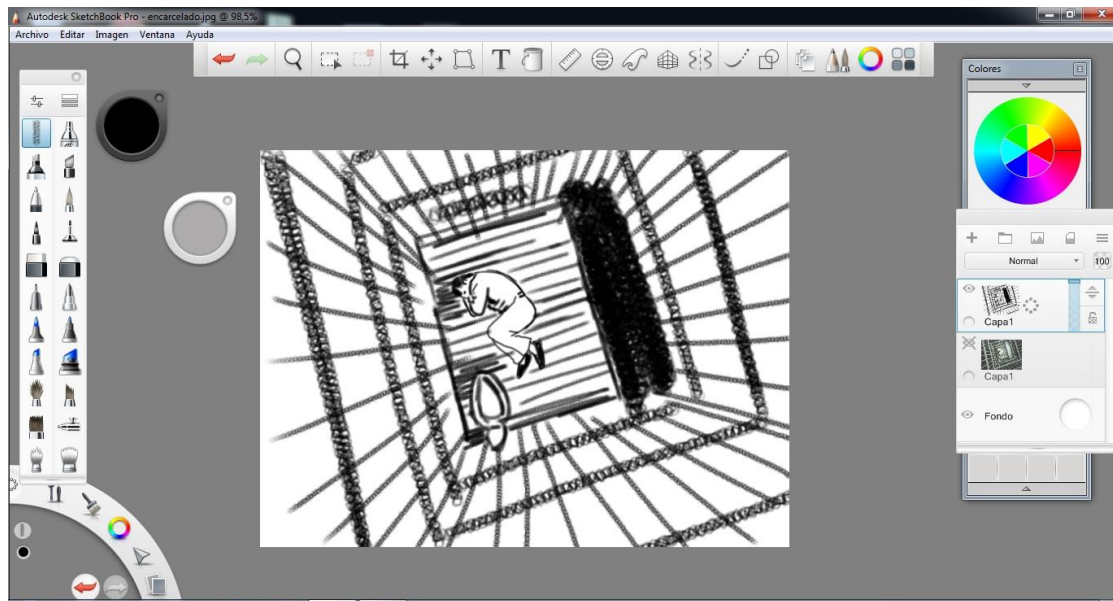 Autodesk SketchBook Pro - encarcelado.jpg @ 98,5%
Archivo Editar Imagen Ventana Ayuda
T
Colores
Normal
100
Capa1
Capa1
Fondo